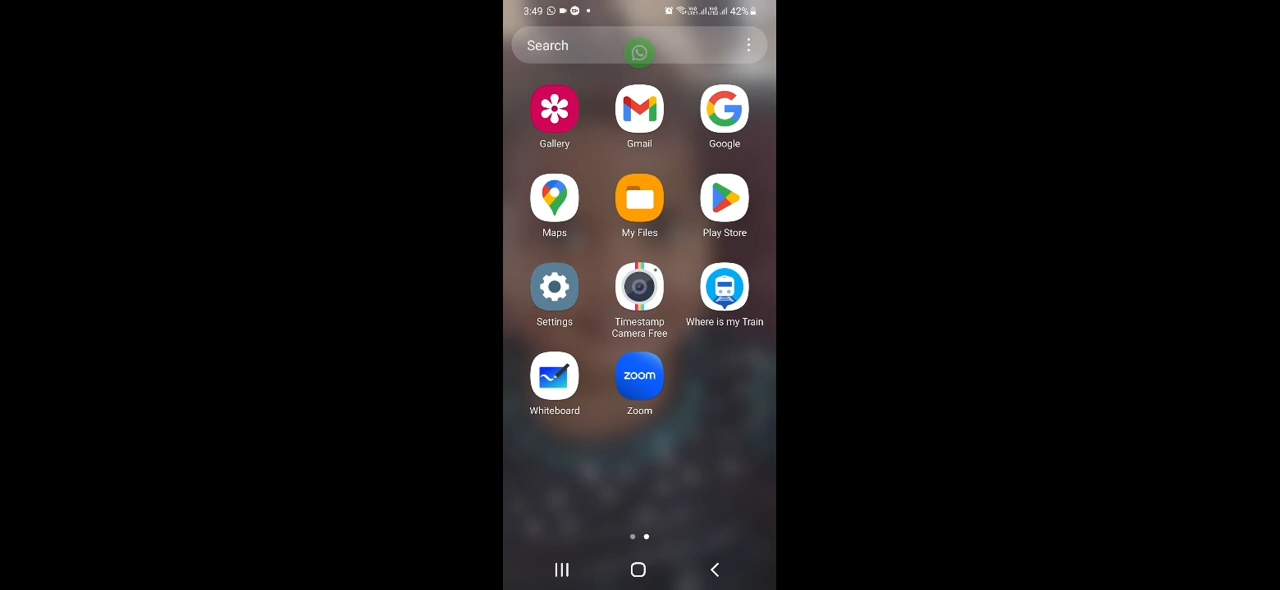 3:49 42%
Search
Gallery Gmail Google
Maps My Files Play Store
Settings Timestamp Where is my Train
Camera Free
zoom
Whiteboard Zoom